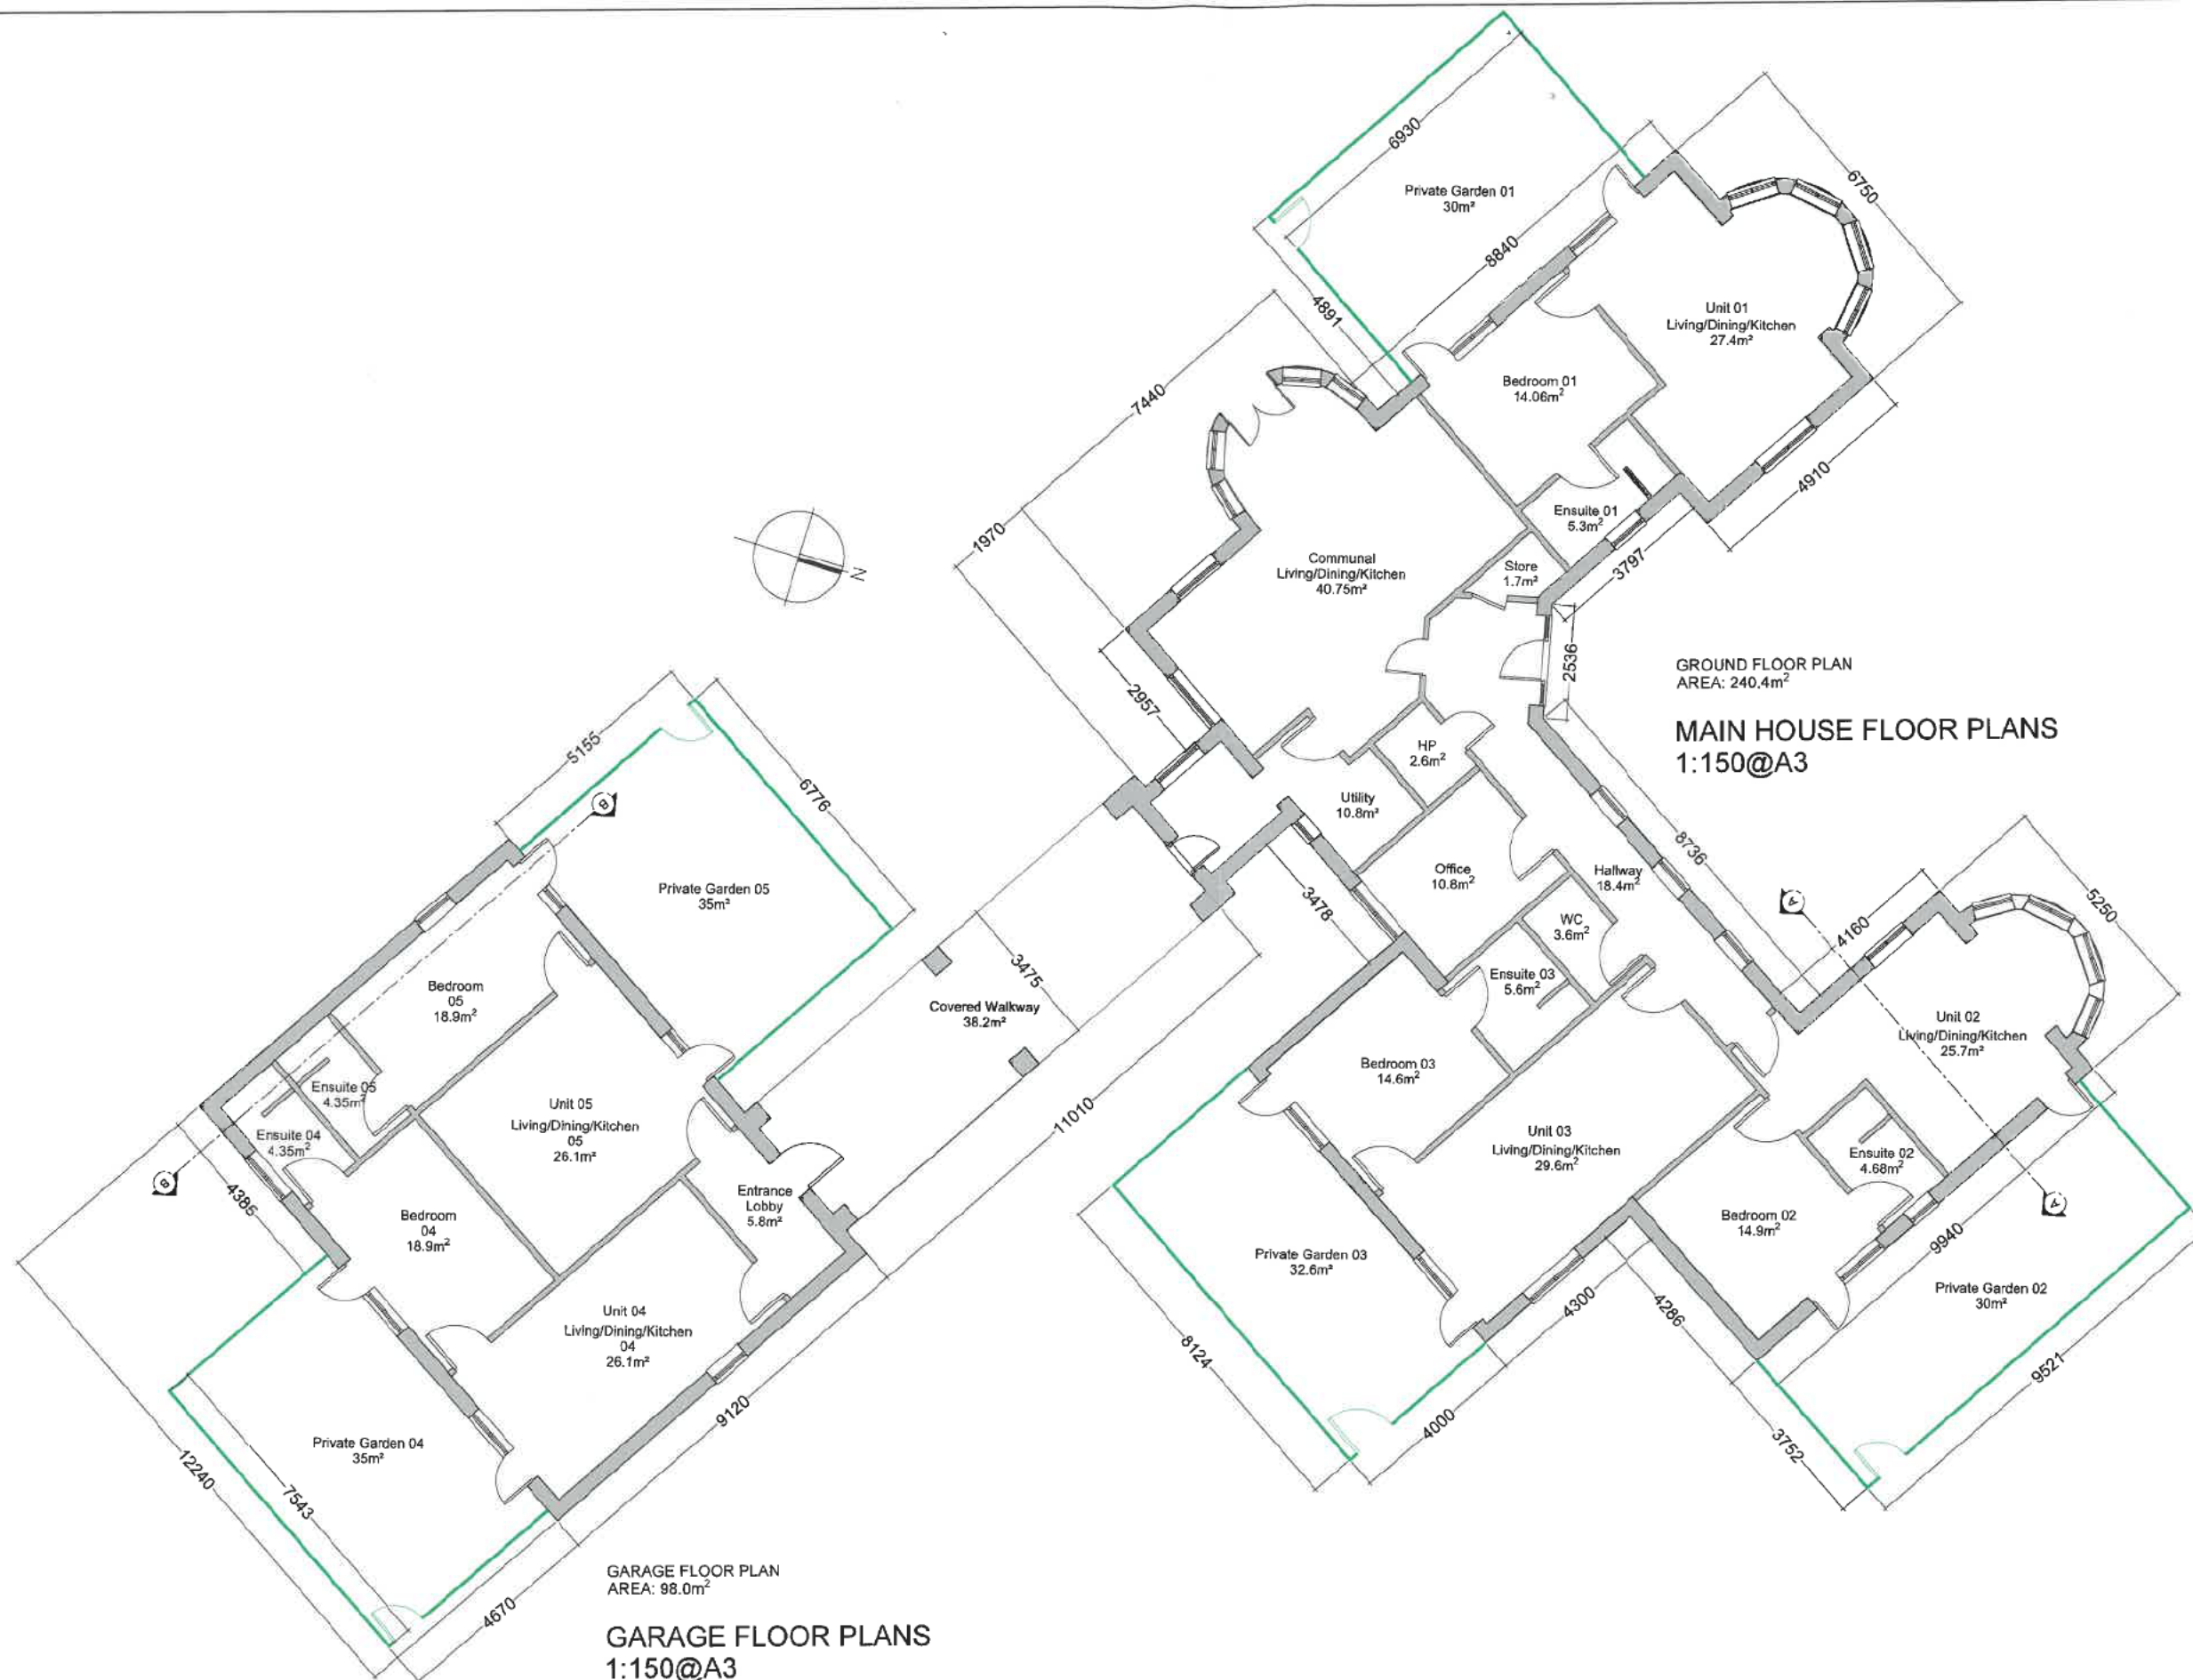 6930
Private Garden 01
30m²
6750
8840
4891
Unit 01
Living/Dining/Kitchen
27.4m²
7440
Bedroom 01
14.06m²
4910
1970
Ensuite 01
5.3m²
Communal
Living/Dining/Kitchen
40.75m²
Store
1.7m²
3797
N
2536
GROUND FLOOR PLAN
AREA: 240.4m²
MAIN HOUSE FLOOR PLANS
1:150@A3
2957
5155
HP
2.6m²
6776
B
Utility
10.8m²
8736
Private Garden 05
35m²
Office
10.8m²
Hallway
18.4m²
3478
A
5250
WC
3.6m²
4160
Bedroom
05
18.9m²
3475
Ensuite 03
5.6m²
Covered Walkway
38.2m²
Unit 02
Living/Dining/Kitchen
25.7m²
Bedroom 03
14.6m²
Ensuite 05
4.35m²
Unit 05
Living/Dining/Kitchen
05
26.1m²
11010
Ensuite 04
4.35m²
Unit 03
Living/Dining/Kitchen
29.6m²
Ensuite 02
4.68m²
B
4385
Entrance
Lobby
5.8m²
A
Bedroom
04
18.9m²
Bedroom 02
14.9m²
9940
Private Garden 03
32.6m²
Private Garden 02
30m²
4300
4286
Unit 04
Living/Dining/Kitchen
04
26.1m²
8124
9521
9120
4000
3752
Private Garden 04
35m²
12240
7543
4670
GARAGE FLOOR PLAN
AREA: 98.0m²
GARAGE FLOOR PLANS
1:150@A3